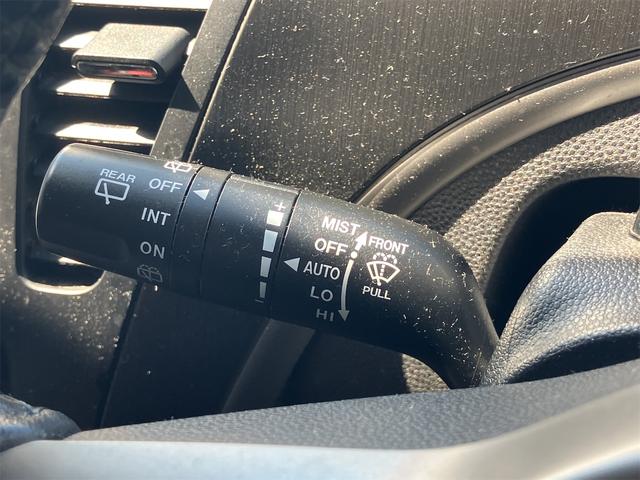 REAR
OFF
INT
ON
+
-
MIST
OFF
AUTO
LO
HI
FRONT
PULL